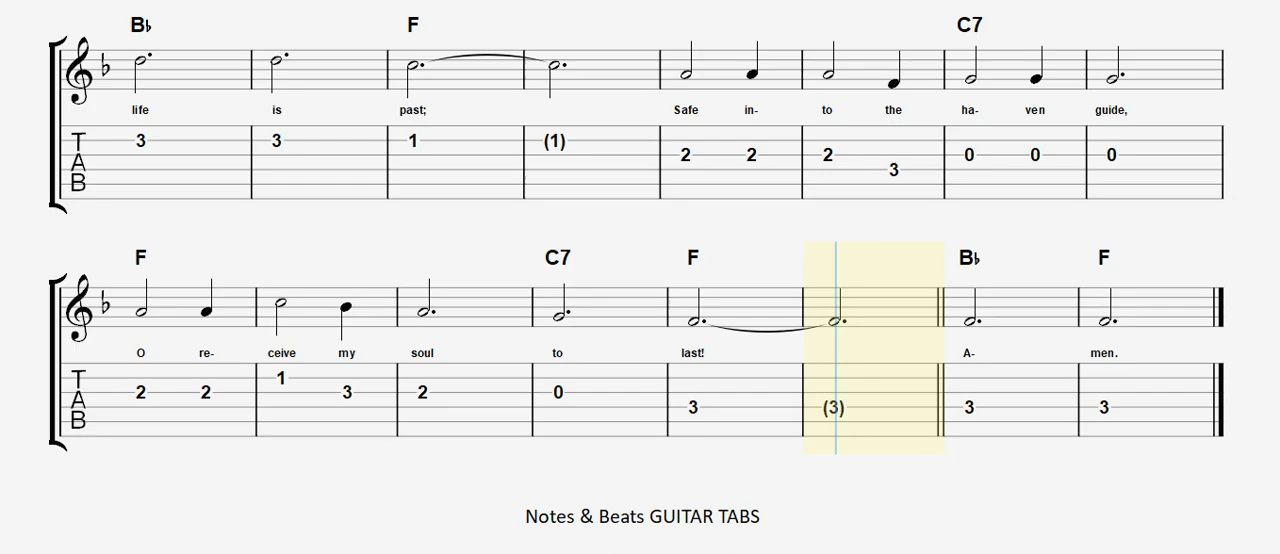 B♭ F C7
life is past; Safe in- to the ha- ven guide,
T 3 3 1 (1) 2 2 2 3 0 0 0
A
B
F C7 F B♭ F
O re- ceive my soul to last! A- men.
T 2 2 1 3 2 0 3 (3) 3 3
A
B
Notes & Beats GUITAR TABS